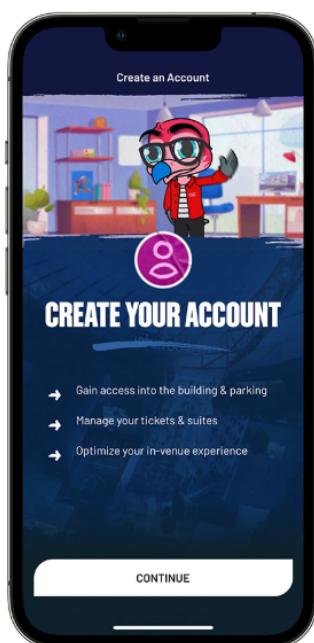 Create an Account
CREATE YOUR ACCOUNT
Gain access into the building & parking
Manage your tickets & suites
Optimize your in-venue experience
CONTINUE